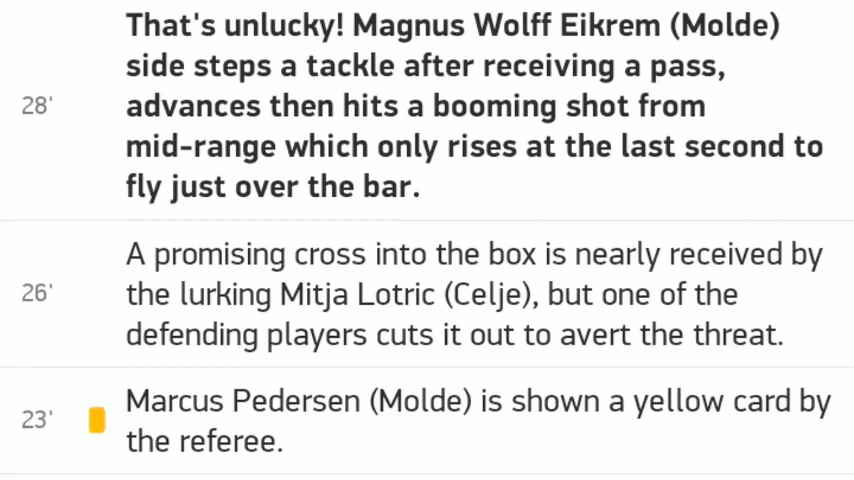 That's unlucky! Magnus Wolff Eikrem (Molde)
side steps a tackle after receiving a pass,
28' advances then hits a booming shot from
mid-range which only rises at the last second to
fly just over the bar.
A promising cross into the box is nearly received by
26' the lurking Mitja Lotric (Celje), but one of the
defending players cuts it out to avert the threat.
23' Marcus Pedersen (Molde) is shown a yellow card by
the referee.